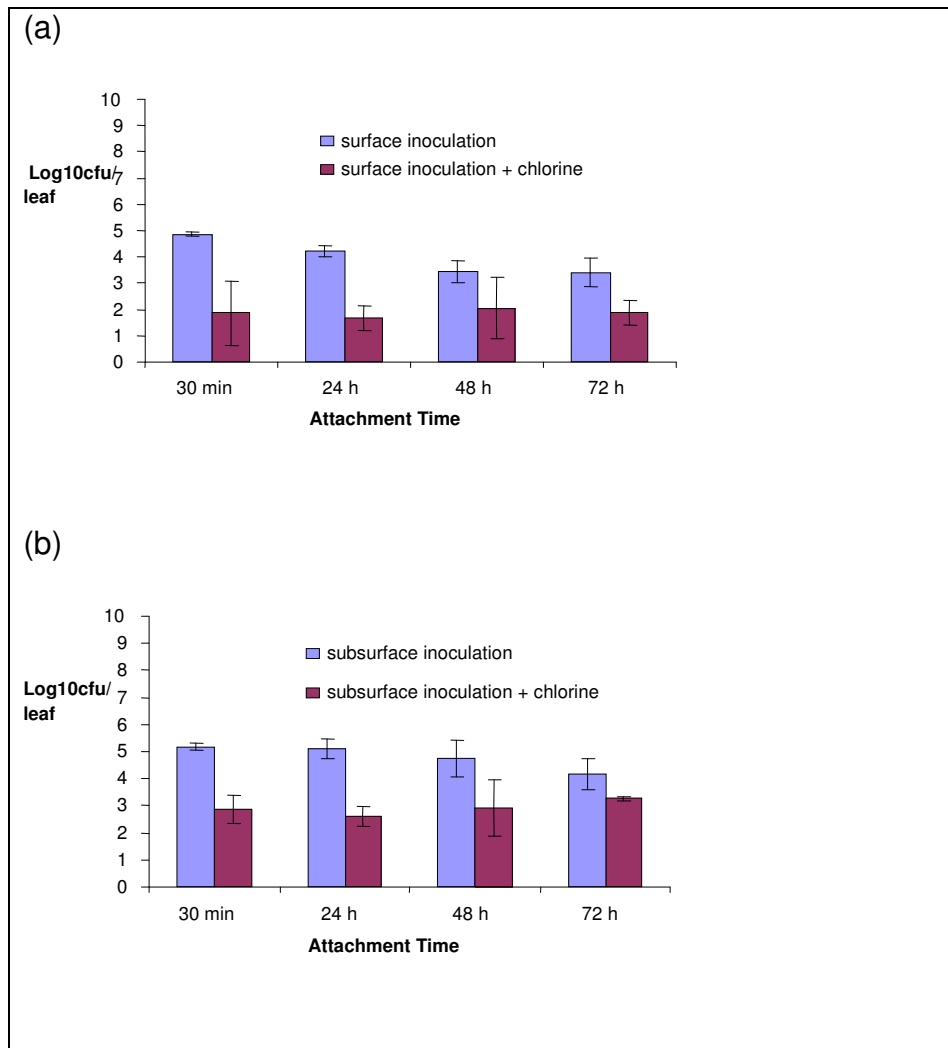 (a)
10
9
8
7
6
5
4
3
2
1
0
Log10cfu/
leaf
surface inoculation
surface inoculation + chlorine
30 min 24 h 48 h 72 h
Attachment Time
(b)
10
9
8
7
6
5
4
3
2
1
0
Log10cfu/
leaf
subsurface inoculation
subsurface inoculation + chlorine
30 min 24 h 48 h 72 h
Attachment Time